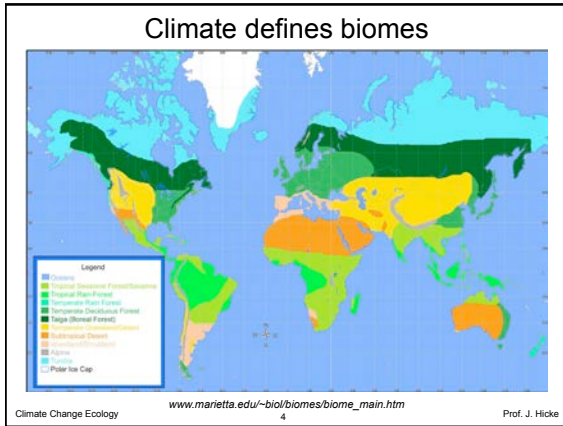 Climate defines biomes
Legend
Oceans
Tropical Seasonal Forest/Savanna
Tropical Rain Forest
Temperate Rain Forest
Temperate Deciduous Forest
Taiga (Boreal Forest)
Temperate Grassland/Desert
Subtropical Desert
Woodland/Shrubland
Alpine
Tundra
Polar Ice Cap
www.marietta.edu/~biol/biomes/biome_main.htm
Climate Change Ecology
4
Prof. J. Hicke